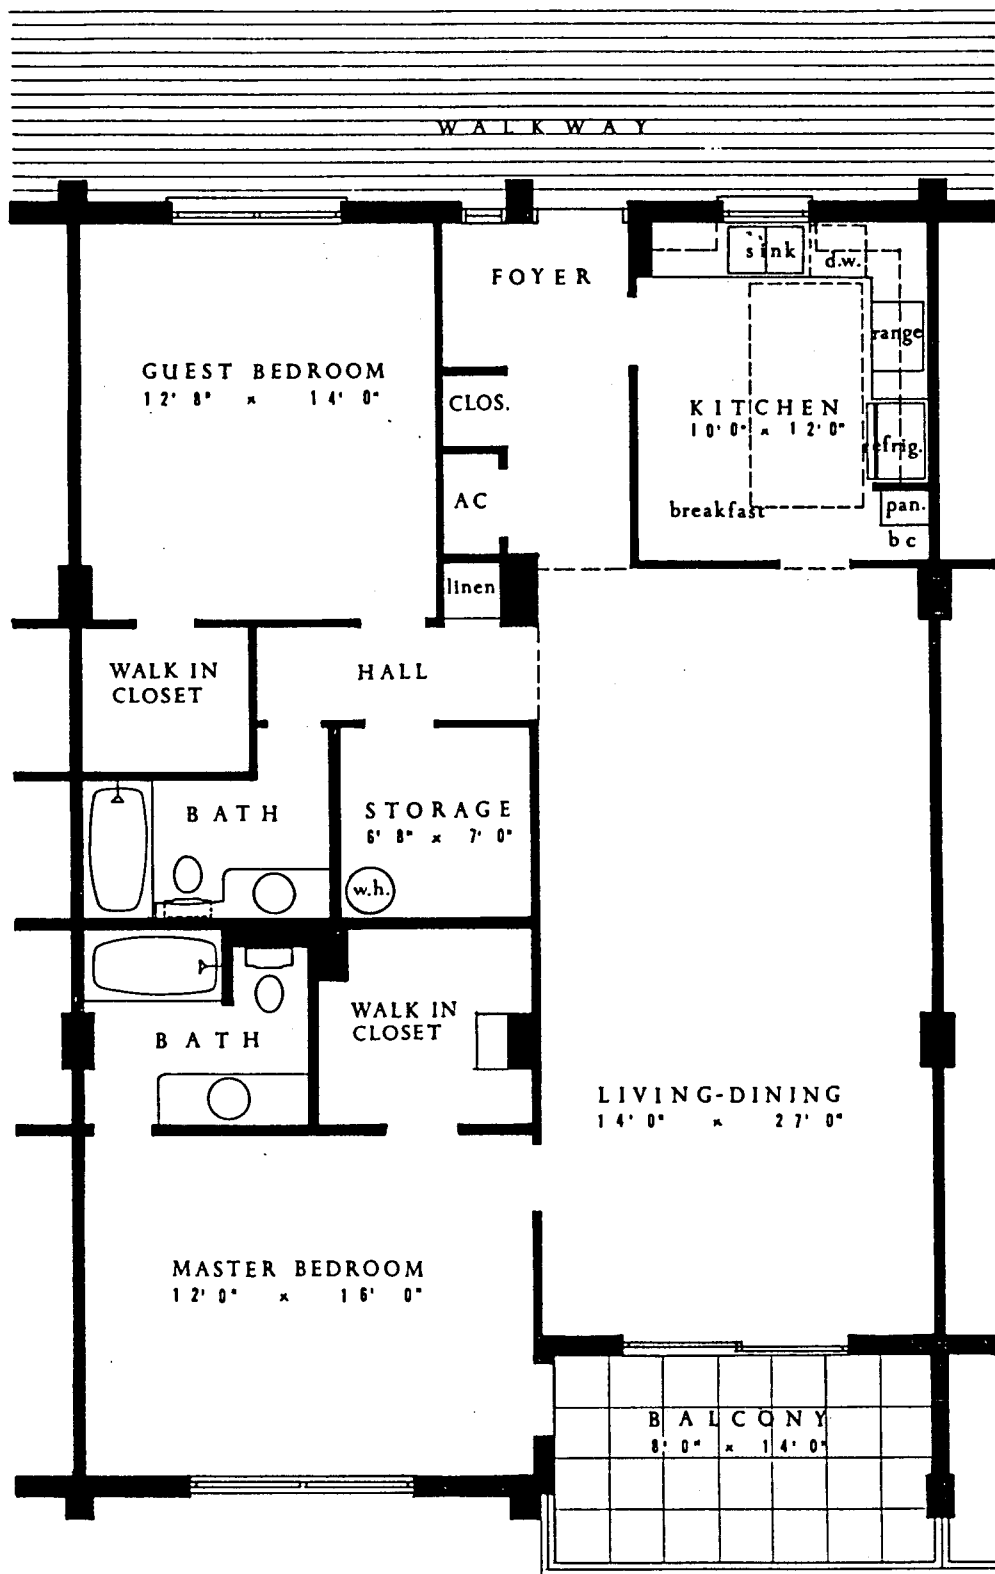 WALKWAY
FOYER
sink
d.w.
range
GUEST BEDROOM
12' 8" x 14' 0"
CLOS.
KITCHEN
10' 0" x 12' 0"
refrig.
AC
breakfast
pan.
b c
linen
WALK IN
CLOSET
HALL
BATH
STORAGE
6' 8" x 7' 0"
w.h.
WALK IN
CLOSET
BATH
LIVING-DINING
14' 0" x 27' 0"
MASTER BEDROOM
12' 0" x 16' 0"
BALCONY
8' 0" x 14' 0"